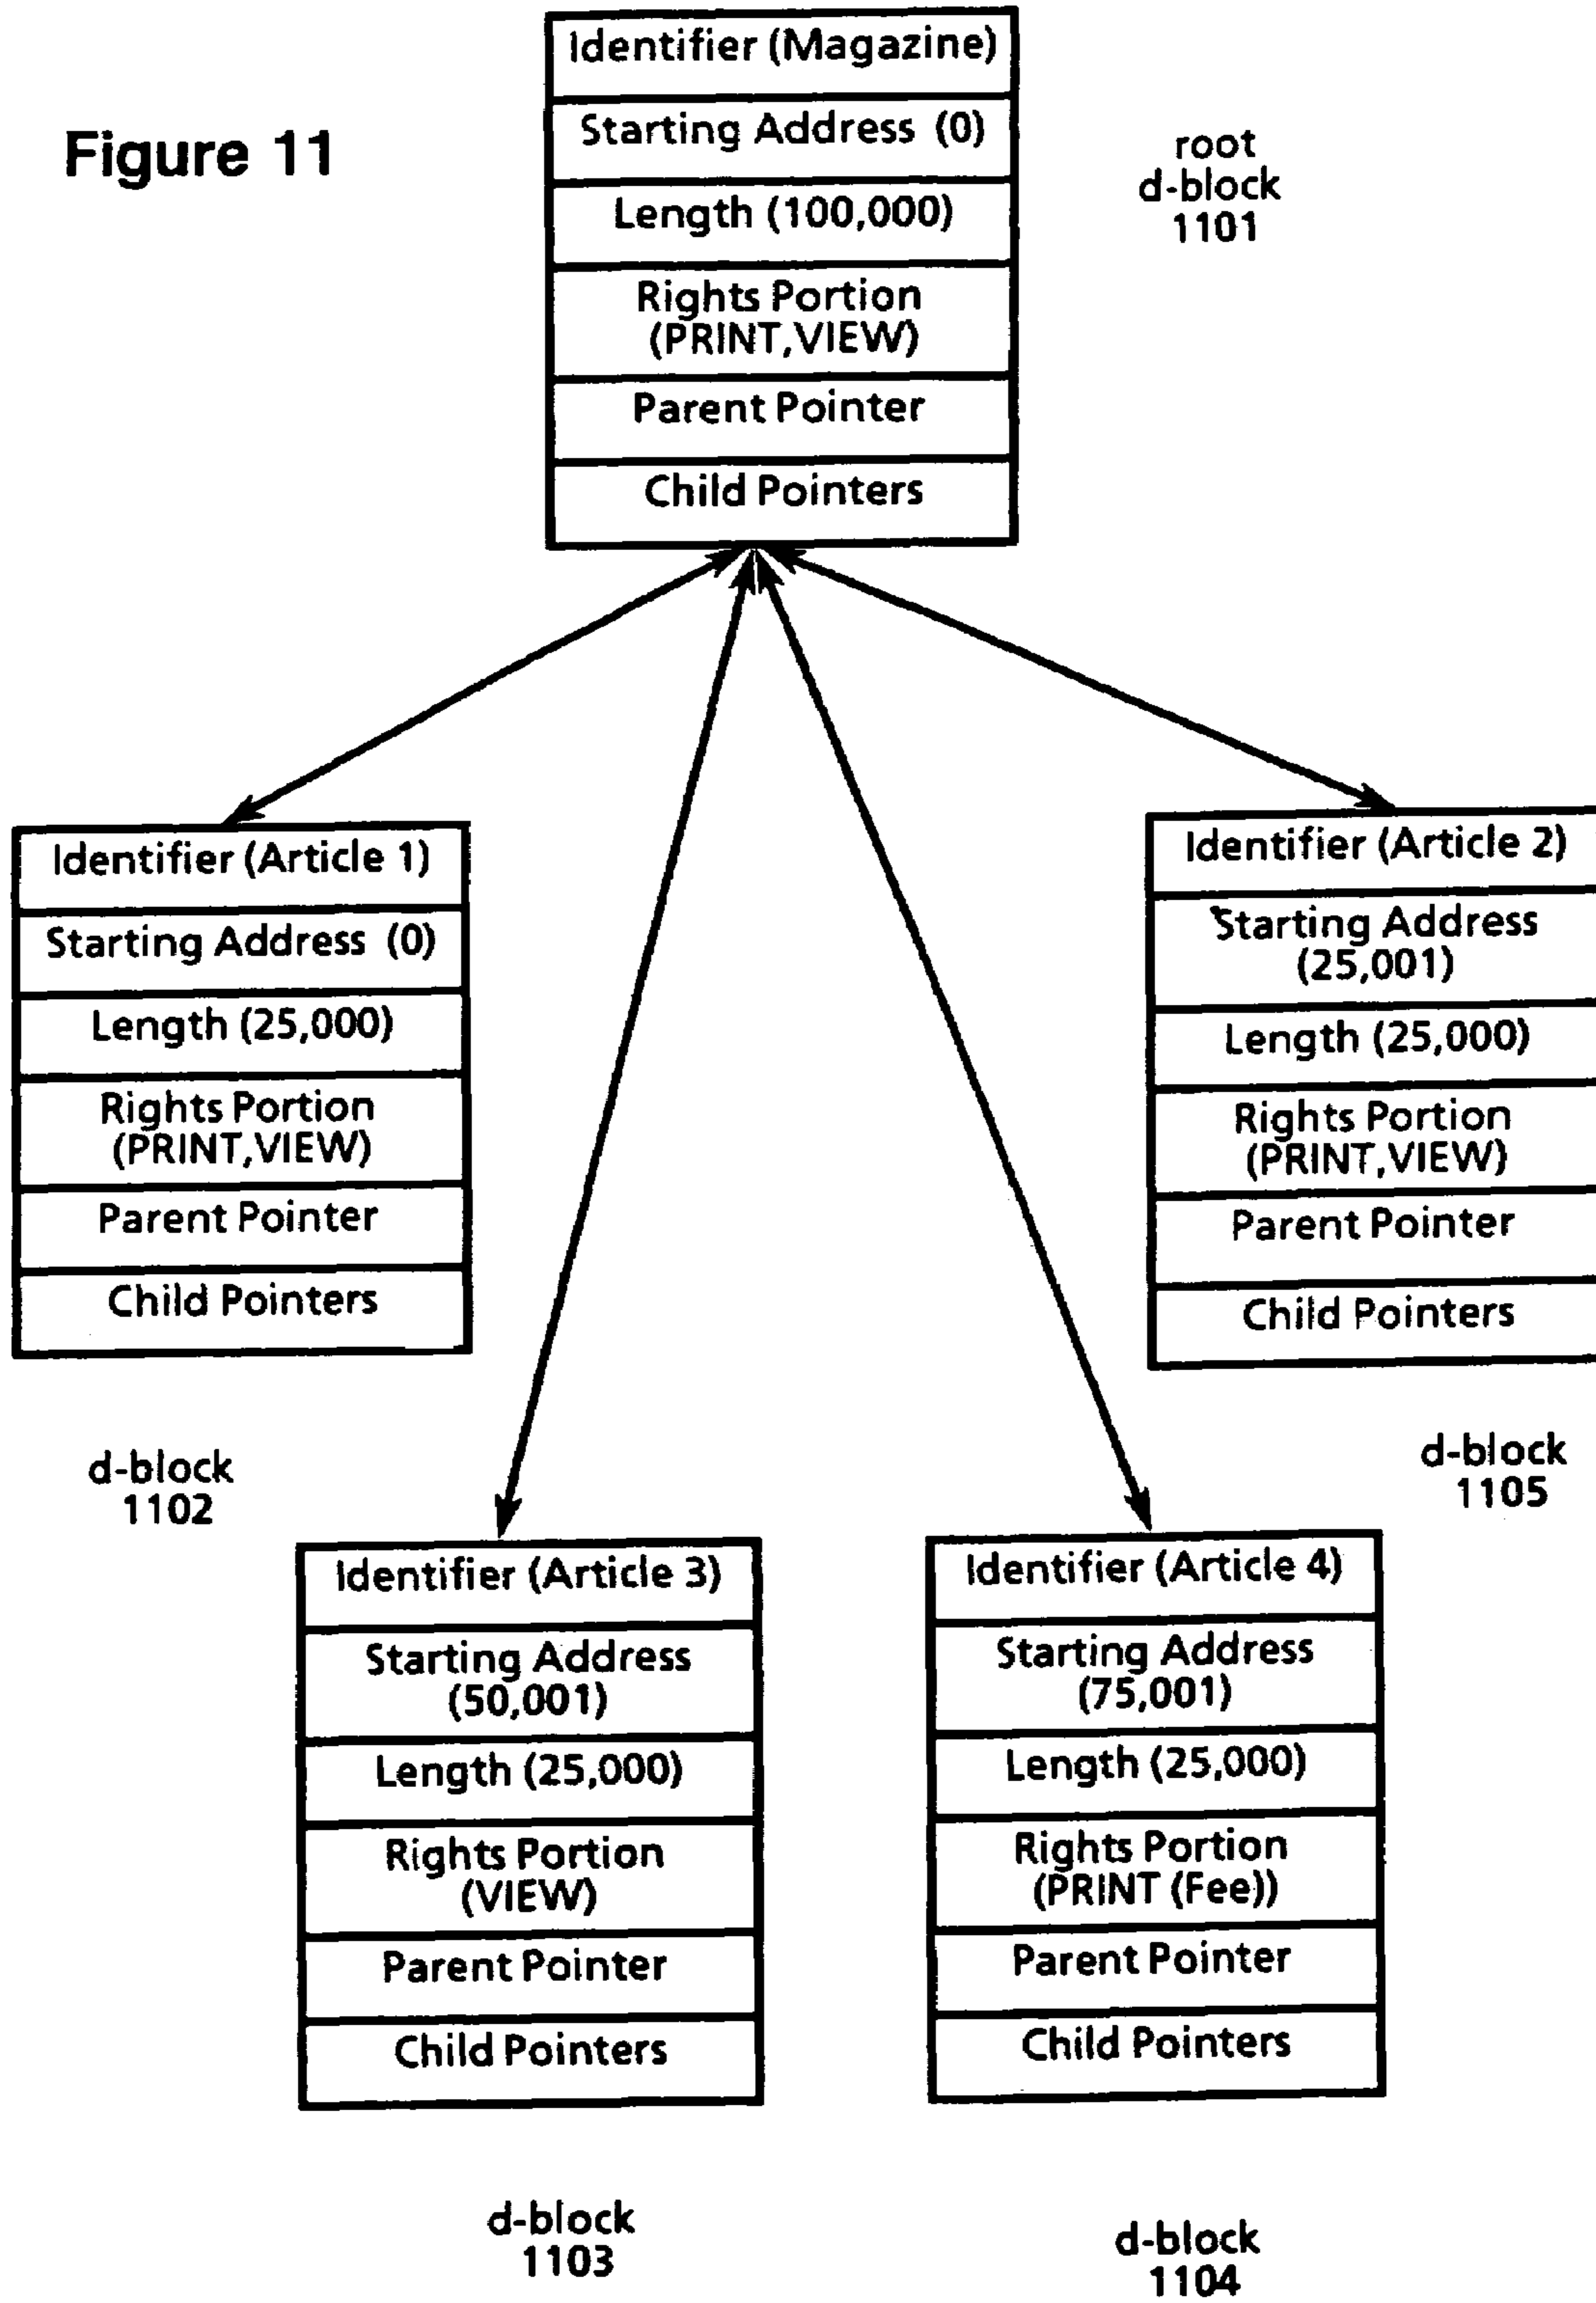 Figure 11
Identifier (Magazine)
Starting Address (0)
Length (100,000)
Rights Portion
(PRINT,VIEW)
Parent Pointer
Child Pointers
root
d-block
1101
Identifier (Article 1)
Starting Address (0)
Length (25,000)
Rights Portion
(PRINT,VIEW)
Parent Pointer
Child Pointers
d-block
1102
Identifier (Article 2)
Starting Address
(25,001)
Length (25,000)
Rights Portion
(PRINT,VIEW)
Parent Pointer
Child Pointers
d-block
1105
Identifier (Article 3)
Starting Address
(50,001)
Length (25,000)
Rights Portion
(VIEW)
Parent Pointer
Child Pointers
d-block
1103
Identifier (Article 4)
Starting Address
(75,001)
Length (25,000)
Rights Portion
(PRINT (Fee))
Parent Pointer
Child Pointers
d-block
1104